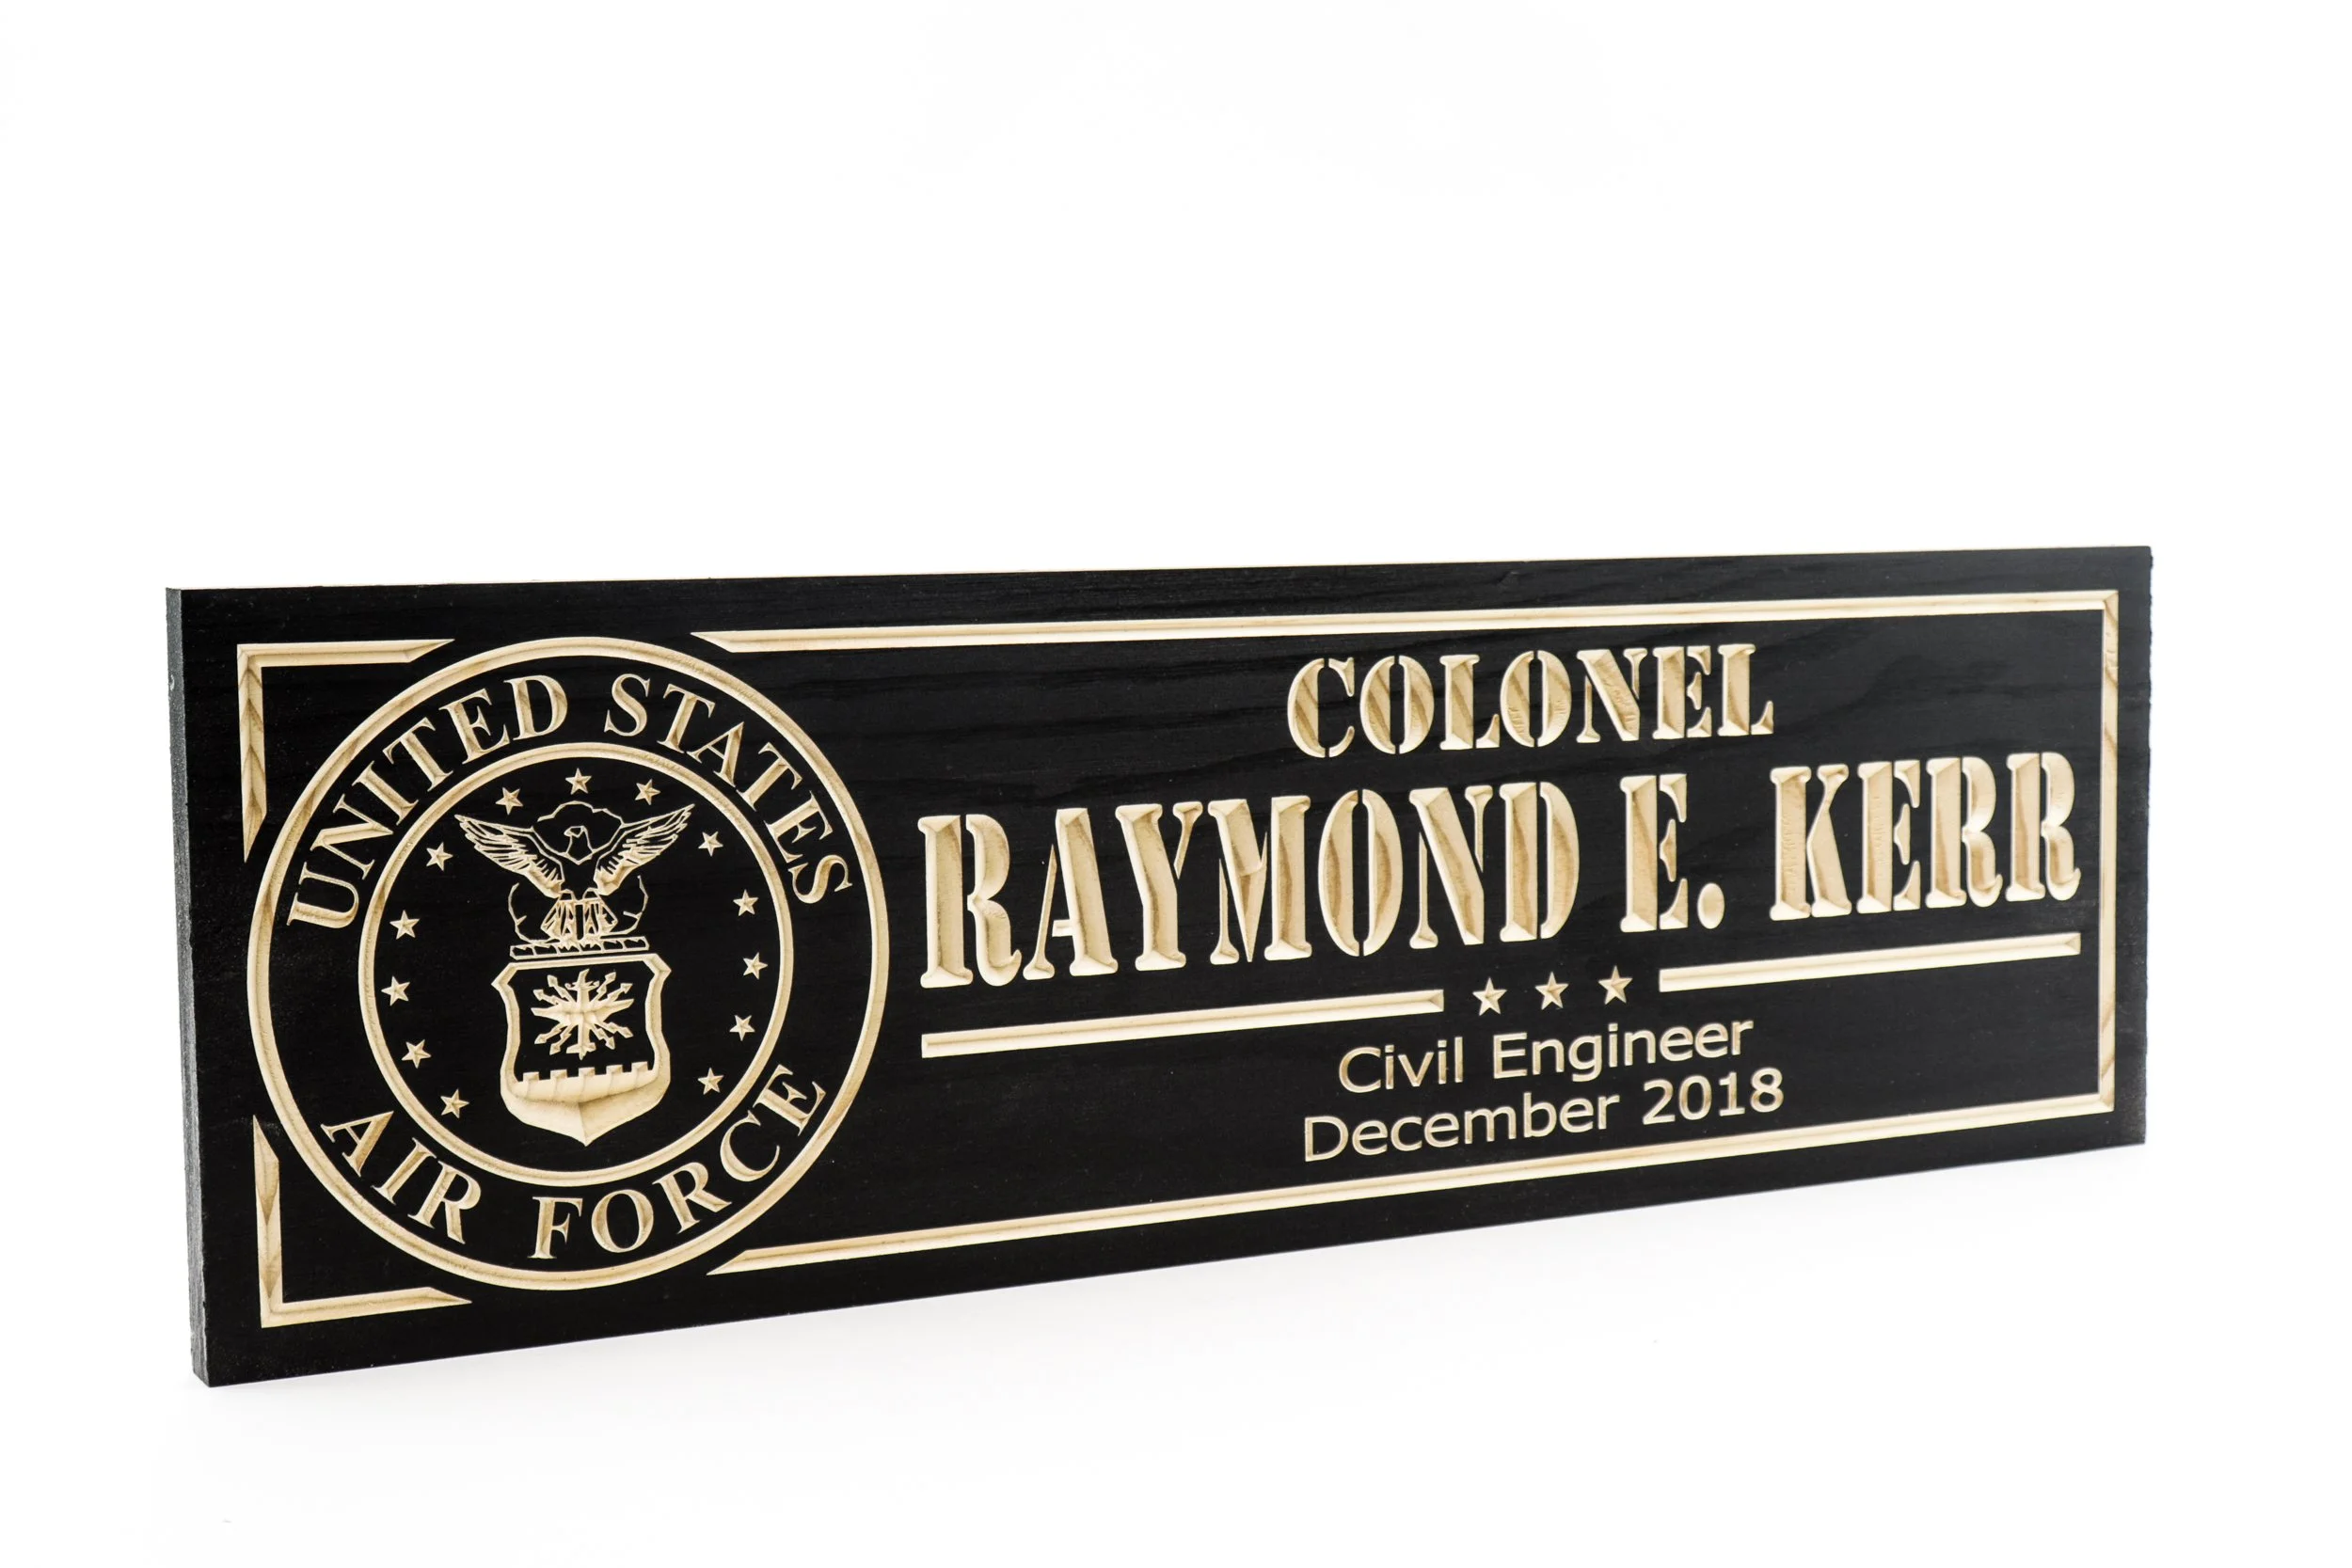 UNITED STATES
AIR FORCE
COLONEL
RAYMOND E. KERR
Civil Engineer
December 2018